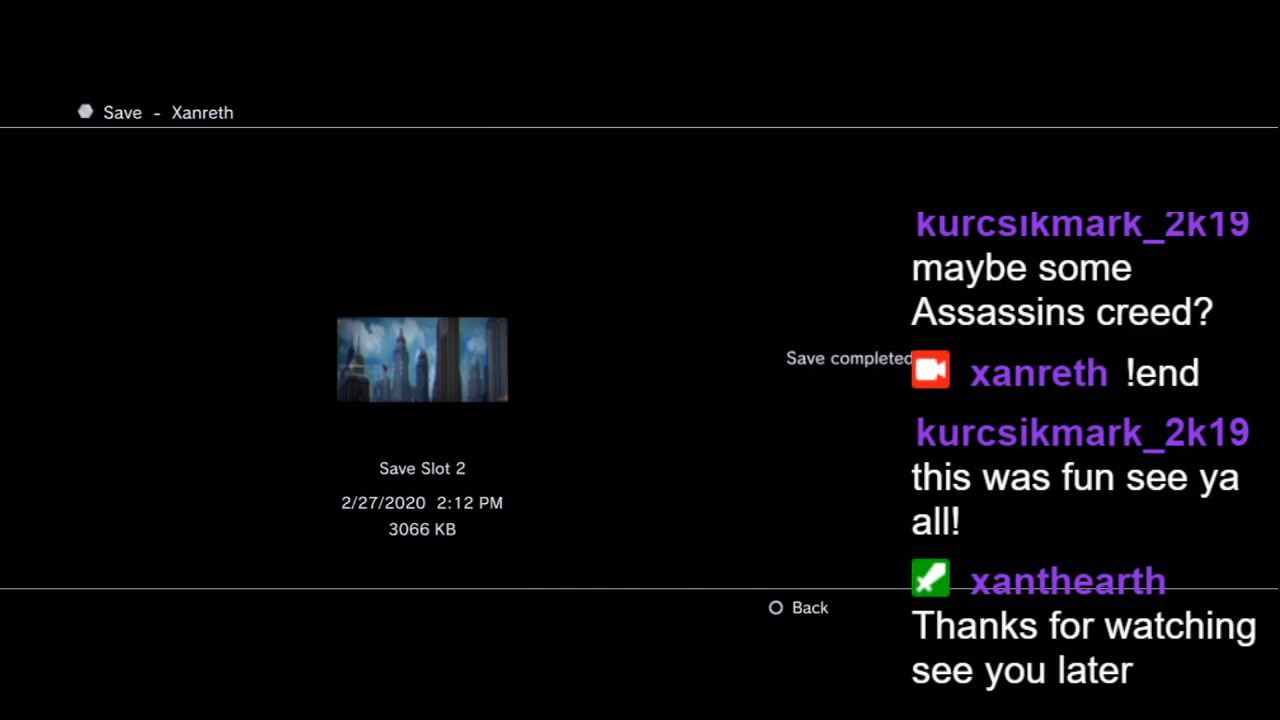 Save - Xanreth
kurcsikmark_2k19
maybe some
Assassins creed?
Save completed
xanreth !end
kurcsikmark_2k19
this was fun see ya
all!
Save Slot 2
2/27/2020 2:12 PM
3066 KB
xanthearth
Thanks for watching
see you later
Back